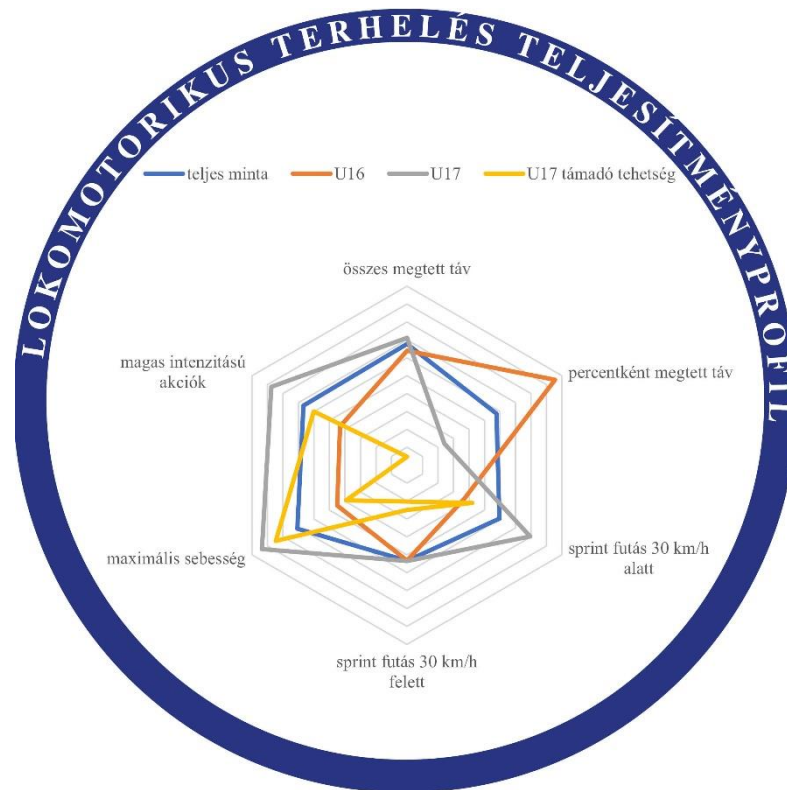 LOKOMOTORIKUS TERHELÉS TELJESÍTMÉNYPROFIL
teljes minta U16 U17 U17 támadó tehetség
összes megtett táv
magas intenzitású
akciók
percentként megtett táv
maximális sebesség
sprint futás 30 km/h
alatt
sprint futás 30 km/h
felett